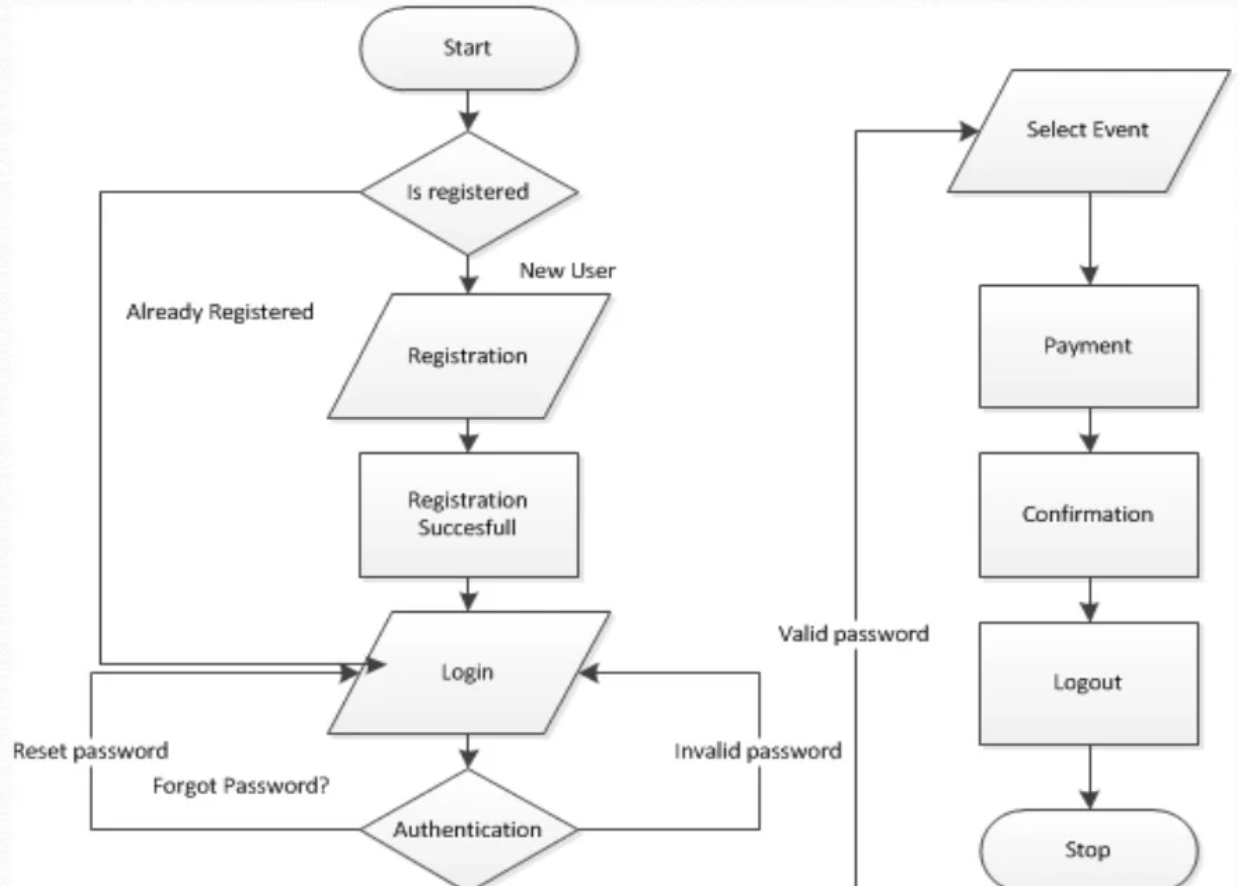 Start
Is registered
New User
Already Registered
Registration
Registration
Succesfull
Login
Reset password
Forgot Password?
Invalid password
Authentication
Valid password
Select Event
Payment
Confirmation
Logout
Stop